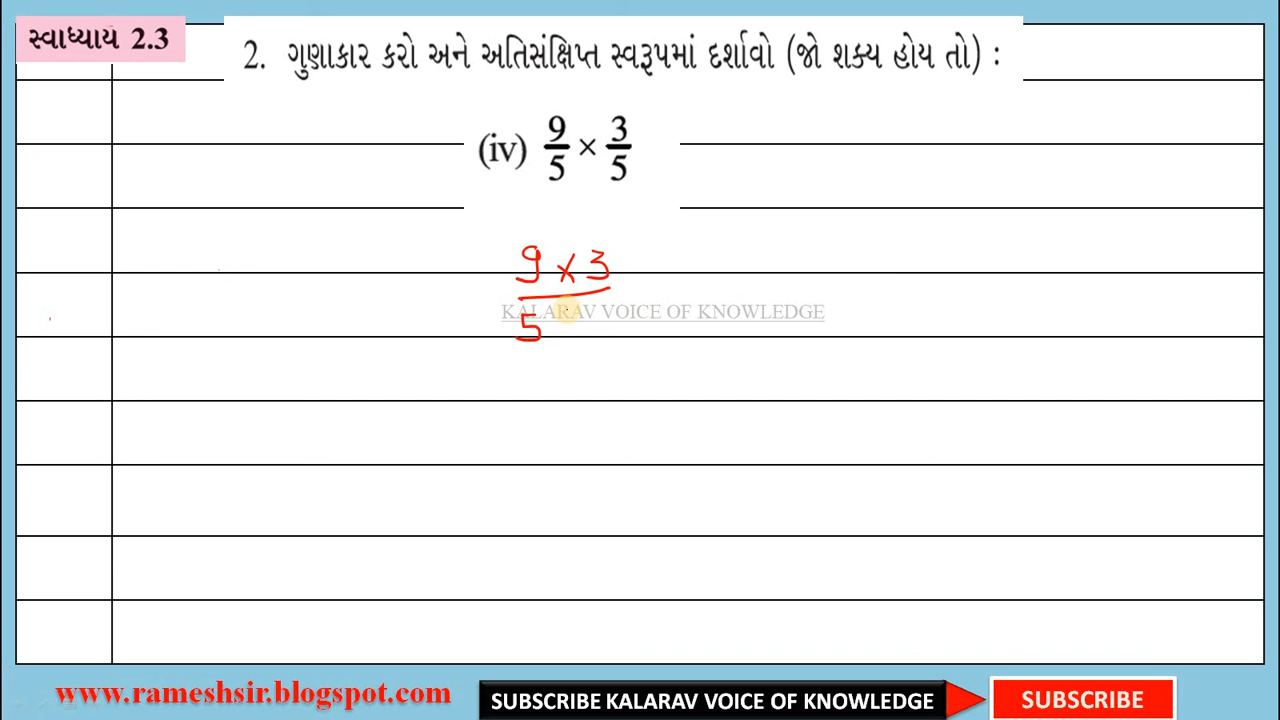 સ્વાધ્યાય 2.3
2. ગુણાકાર કરો અને અતિસંક્ષિપ્ત સ્વરૂપમાં દર્શાવો (જો શક્ય હોય તો) :
(iv) 9/5 × 3/5
9 × 3
5
KALARAV VOICE OF KNOWLEDGE
www.rameshsir.blogspot.com
SUBSCRIBE KALARAV VOICE OF KNOWLEDGE
SUBSCRIBE